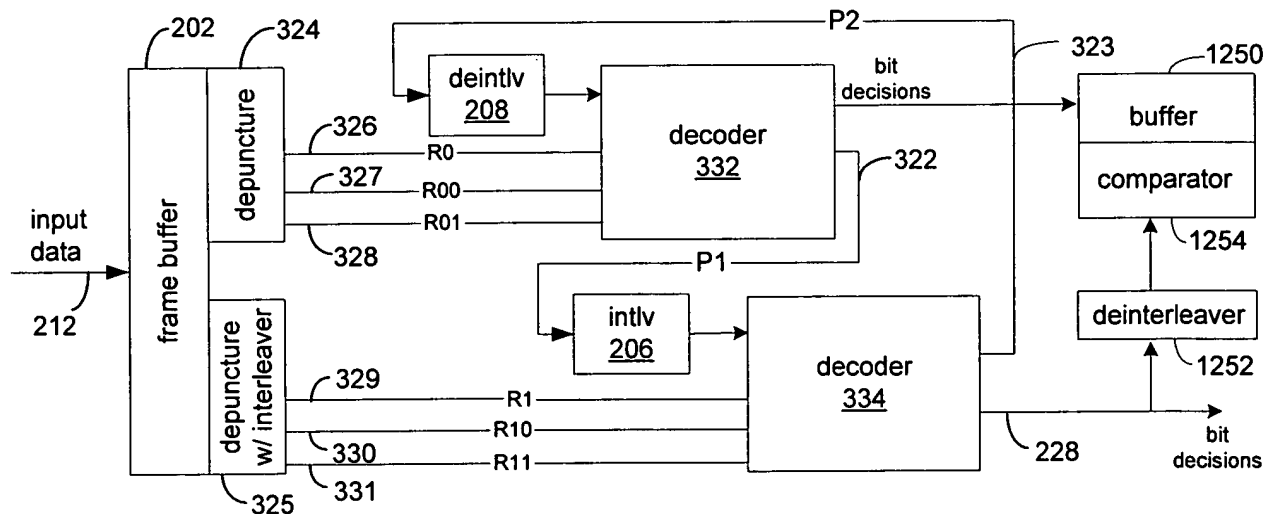 202
324
P2
323
1250
deintlv
208
bit
decisions
buffer
depuncture
326
R0
decoder
332
322
comparator
327
R00
R01
328
1254
input
data
212
frame buffer
P1
intlv
206
deinterleaver
1252
depuncture
w/ interleaver
329
R1
decoder
334
330
R10
331
R11
228
bit
decisions
325